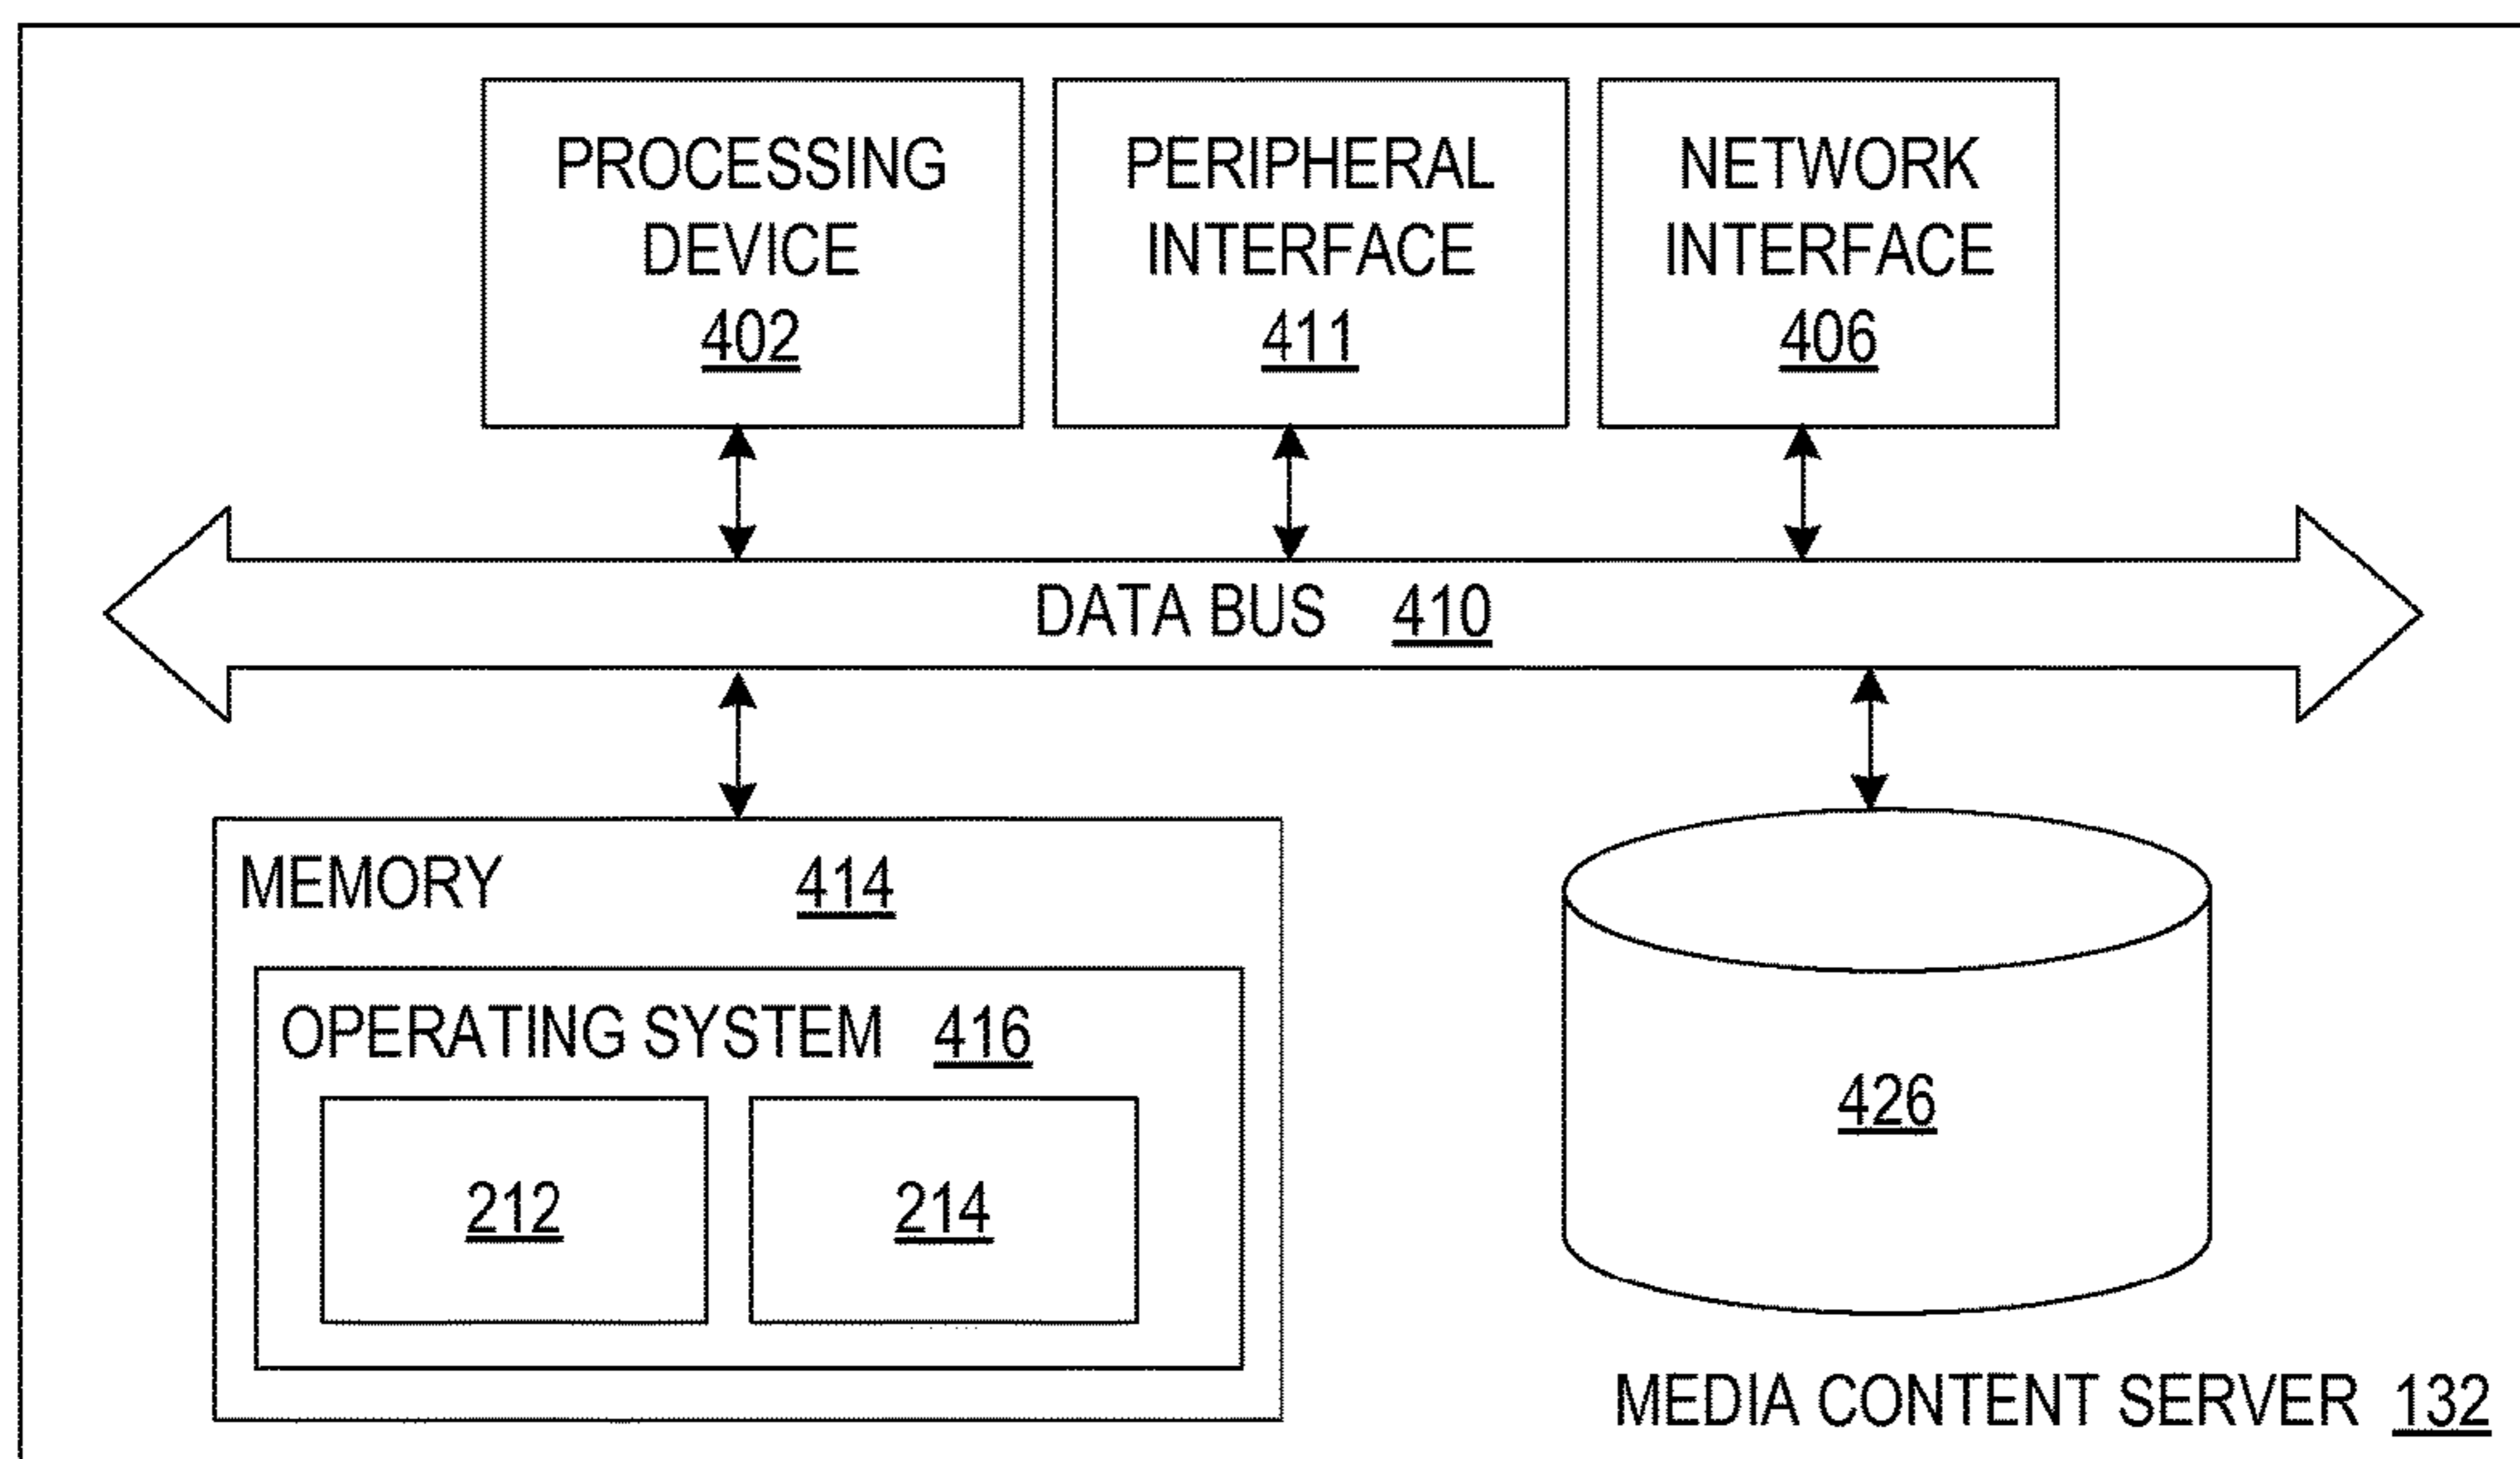 PROCESSING
DEVICE
402
PERIPHERAL
INTERFACE
411
NETWORK
INTERFACE
406
DATA BUS 410
MEMORY 414
OPERATING SYSTEM 416
212
214
426
MEDIA CONTENT SERVER 132